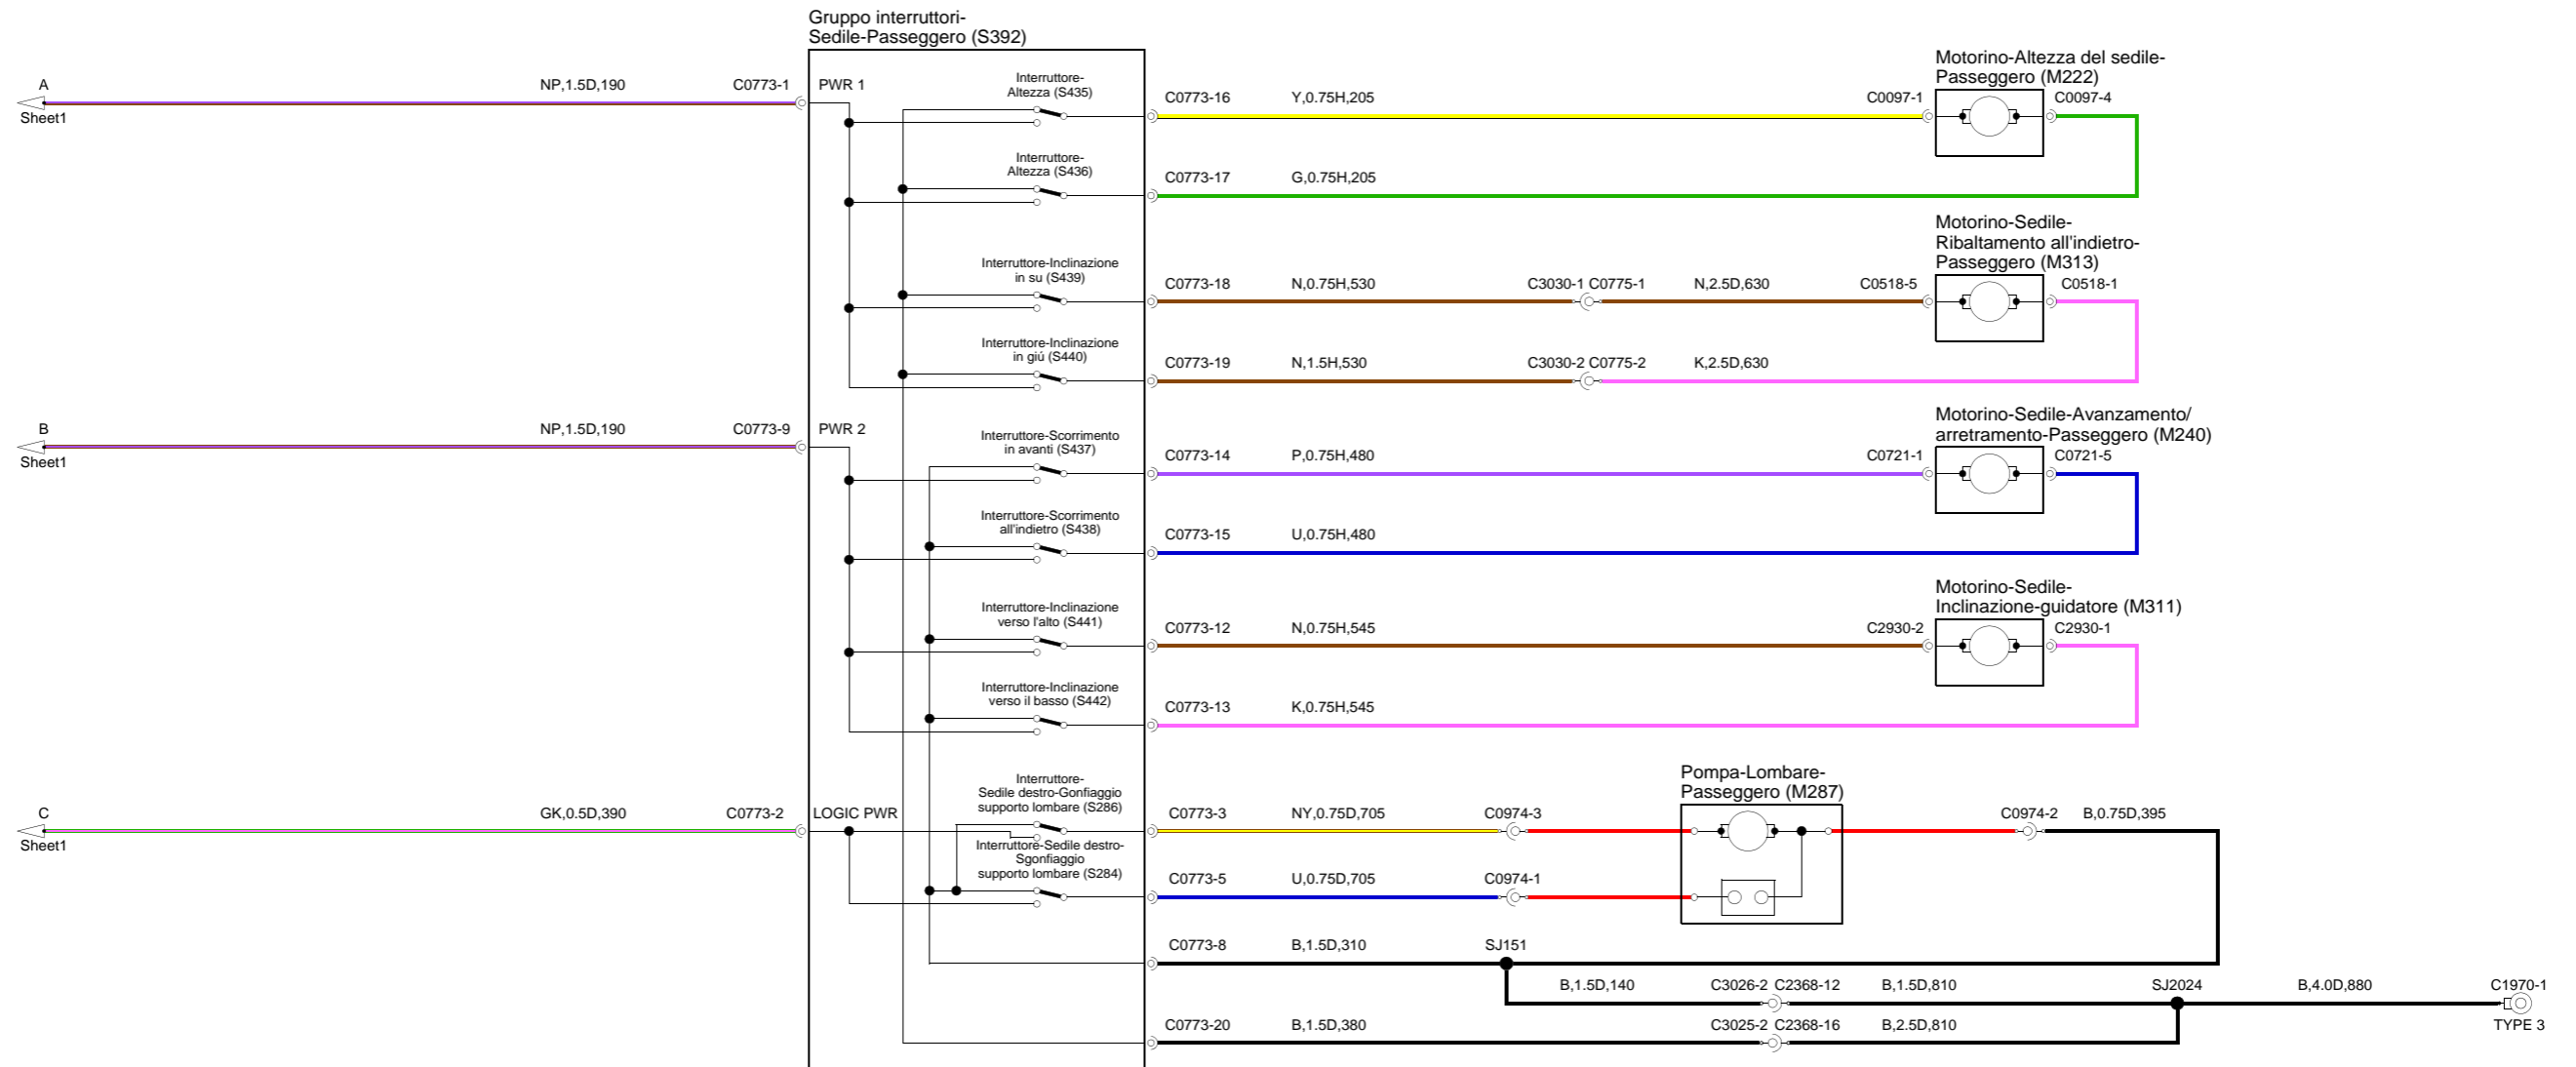 Gruppo interruttori-
Sedile-Passeggero (S392)
A
Sheet1
NP,1.5D,190
C0773-1
PWR 1
Interruttore-
Altezza (S435)
C0773-16
Y,0.75H,205
C0097-1
Motorino-Altezza del sedile-
Passeggero (M222)
C0097-4
Interruttore-
Altezza (S436)
C0773-17
G,0.75H,205
Interruttore-Inclinazione
in su (S439)
C0773-18
N,0.75H,530
C3030-1 C0775-1
N,2.5D,630
C0518-5
Motorino-Sedile-
Ribaltamento all'indietro-
Passeggero (M313)
C0518-1
Interruttore-Inclinazione
in giú (S440)
C0773-19
N,1.5H,530
C3030-2 C0775-2
K,2.5D,630
B
Sheet1
NP,1.5D,190
C0773-9
PWR 2
Interruttore-Scorrimento
in avanti (S437)
C0773-14
P,0.75H,480
C0721-1
Motorino-Sedile-Avanzamento/
arretramento-Passeggero (M240)
C0721-5
Interruttore-Scorrimento
all'indietro (S438)
C0773-15
U,0.75H,480
Interruttore-Inclinazione
verso l'alto (S441)
C0773-12
N,0.75H,545
C2930-2
Motorino-Sedile-
Inclinazione-guidatore (M311)
C2930-1
Interruttore-Inclinazione
verso il basso (S442)
C0773-13
K,0.75H,545
C
Sheet1
GK,0.5D,390
C0773-2
LOGIC PWR
Interruttore-
Sedile destro-Gonfiaggio
supporto lombare (S286)
C0773-3
NY,0.75D,705
C0974-3
Pompa-Lombare-
Passeggero (M287)
C0974-2
B,0.75D,395
Interruttore-Sedile destro-
Sgonfiaggio
supporto lombare (S284)
C0773-5
U,0.75D,705
C0974-1
C0773-8
B,1.5D,310
SJ151
B,1.5D,140
C3026-2 C2368-12
B,1.5D,810
SJ2024
B,4.0D,880
C1970-1
TYPE 3
C0773-20
B,1.5D,380
C3025-2 C2368-16
B,2.5D,810